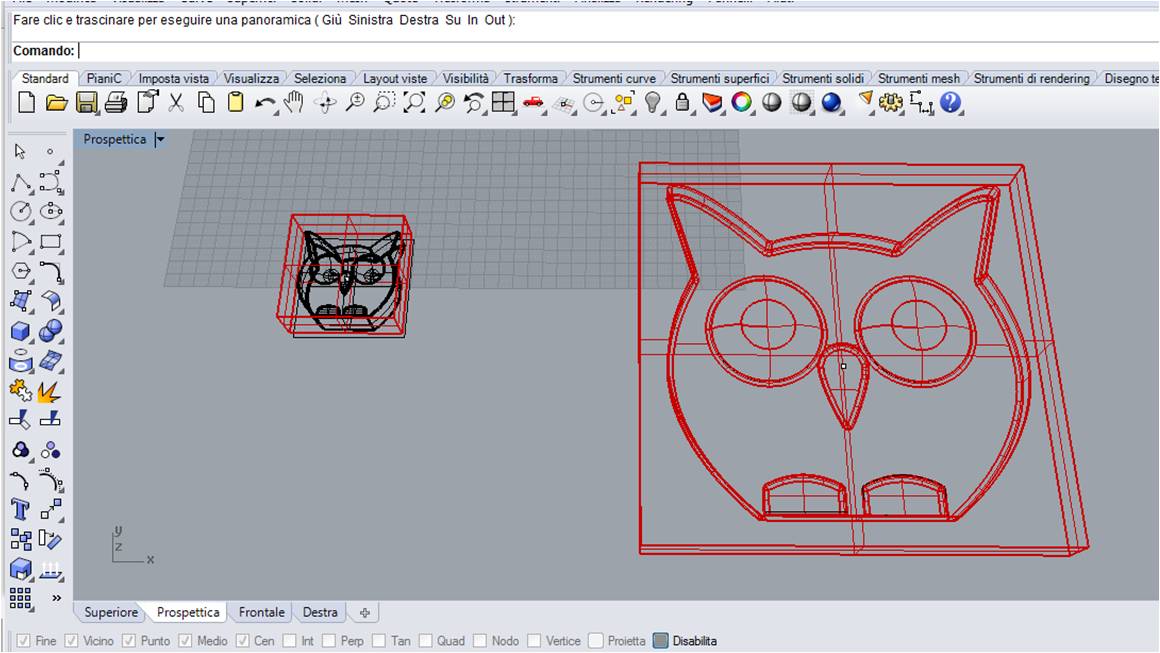 Fare clic e trascinare per eseguire una panoramica ( Giù Sinistra Destra Su In Out ):
Comando:
Standard PianiC Imposta vista Visualizza Seleziona Layout viste Visibilità Trasforma Strumenti curve Strumenti superfici Strumenti solidi Strumenti mesh Strumenti di rendering Disegno te
Prospettica
y
z
x
Superiore Prospettica Frontale Destra
Fine Vicino Punto Medio Cen Int Perp Tan Quad Nodo Vertice Proietta Disabilita